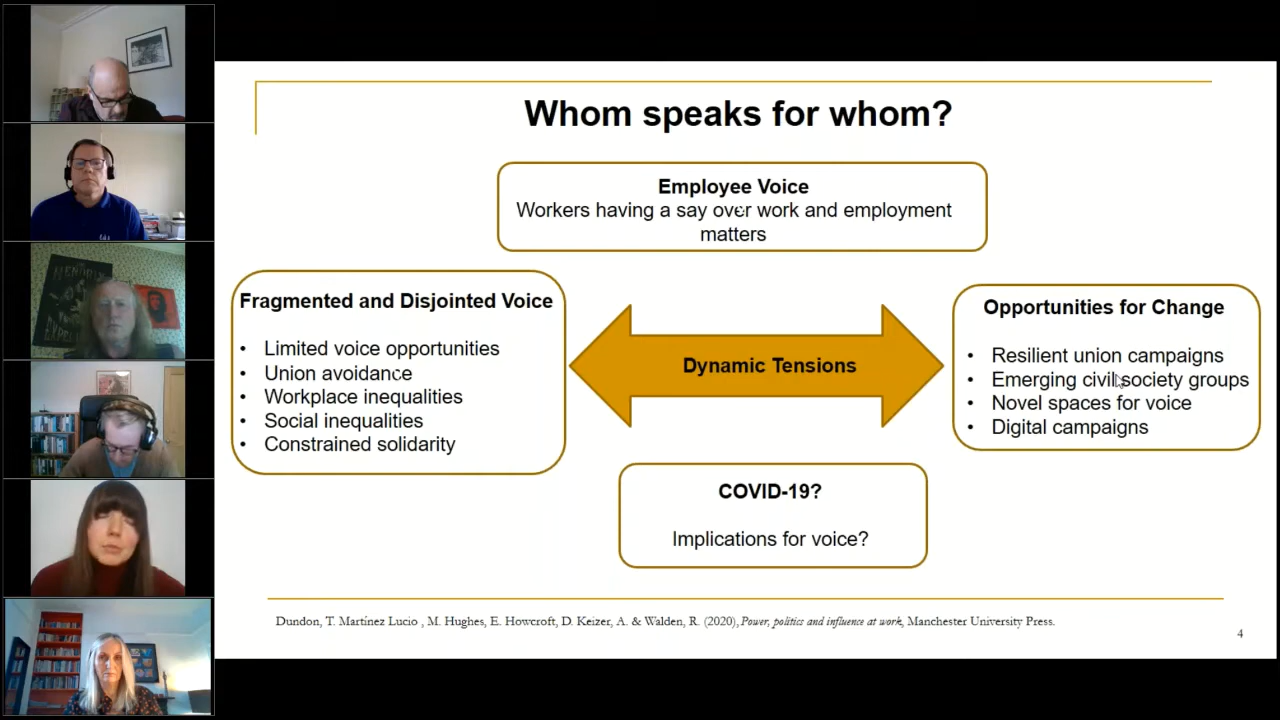 Whom speaks for whom?
Employee Voice
Workers having a say over work and employment
matters
Fragmented and Disjointed Voice
• Limited voice opportunities
• Union avoidance
• Workplace inequalities
• Social inequalities
• Constrained solidarity
Dynamic Tensions
Opportunities for Change
• Resilient union campaigns
• Emerging civil society groups
• Novel spaces for voice
• Digital campaigns
COVID-19?
Implications for voice?
Dundon, T. Martínez Lucio , M. Hughes, E. Howcroft, D. Keizer, A. & Walden, R. (2020), Power, politics and influence at work, Manchester University Press.
4